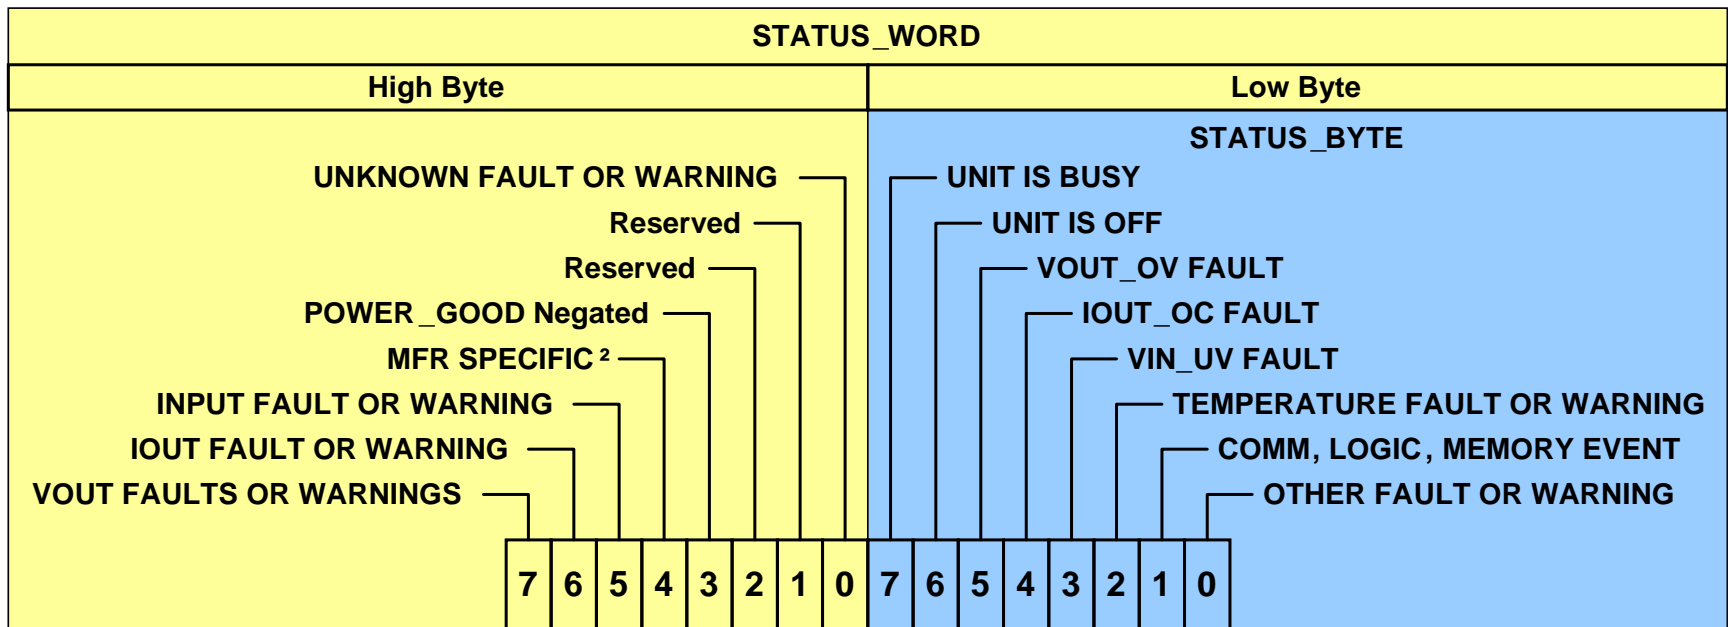 STATUS_WORD
High Byte
Low Byte
STATUS_BYTE
UNKNOWN FAULT OR WARNING
UNIT IS BUSY
Reserved
UNIT IS OFF
Reserved
VOUT_OV FAULT
POWER_GOOD Negated
IOUT_OC FAULT
MFR SPECIFIC ²
VIN_UV FAULT
INPUT FAULT OR WARNING
TEMPERATURE FAULT OR WARNING
IOUT FAULT OR WARNING
COMM, LOGIC, MEMORY EVENT
VOUT FAULTS OR WARNINGS
OTHER FAULT OR WARNING
7 6 5 4 3 2 1 0 7 6 5 4 3 2 1 0